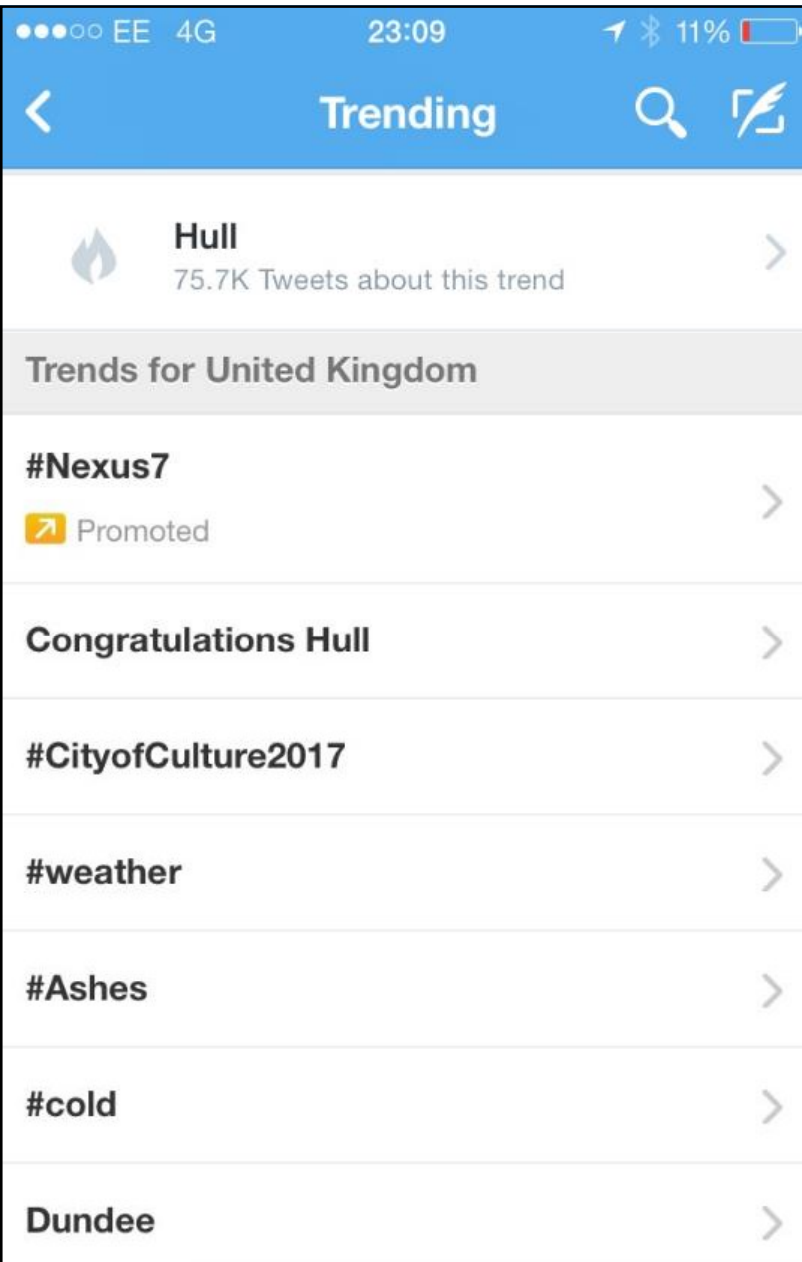 EE 4G 23:09 11%
Trending
Hull
75.7K Tweets about this trend
Trends for United Kingdom
#Nexus7
Promoted
Congratulations Hull
#CityofCulture2017
#weather
#Ashes
#cold
Dundee